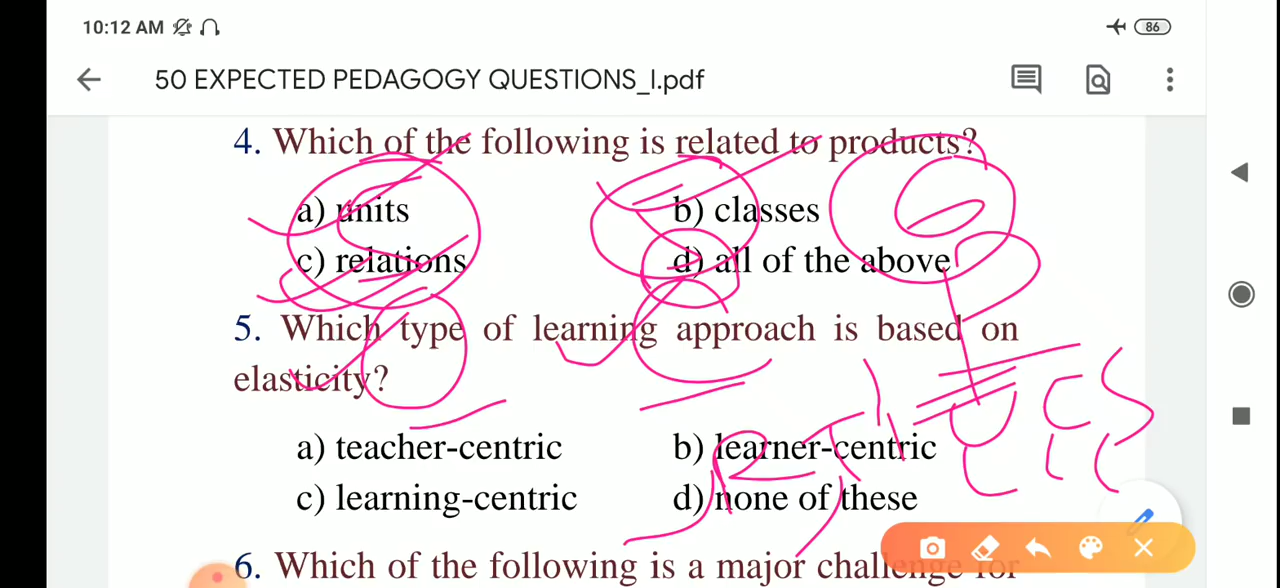 10:12 AM 86
50 EXPECTED PEDAGOGY QUESTIONS_I.pdf
4. Which of the following is related to products?
a) units b) classes
c) relations d) all of the above
5. Which type of learning approach is based on
elasticity?
a) teacher-centric b) learner-centric
c) learning-centric d) none of these
6. Which of the following is a major challenge for